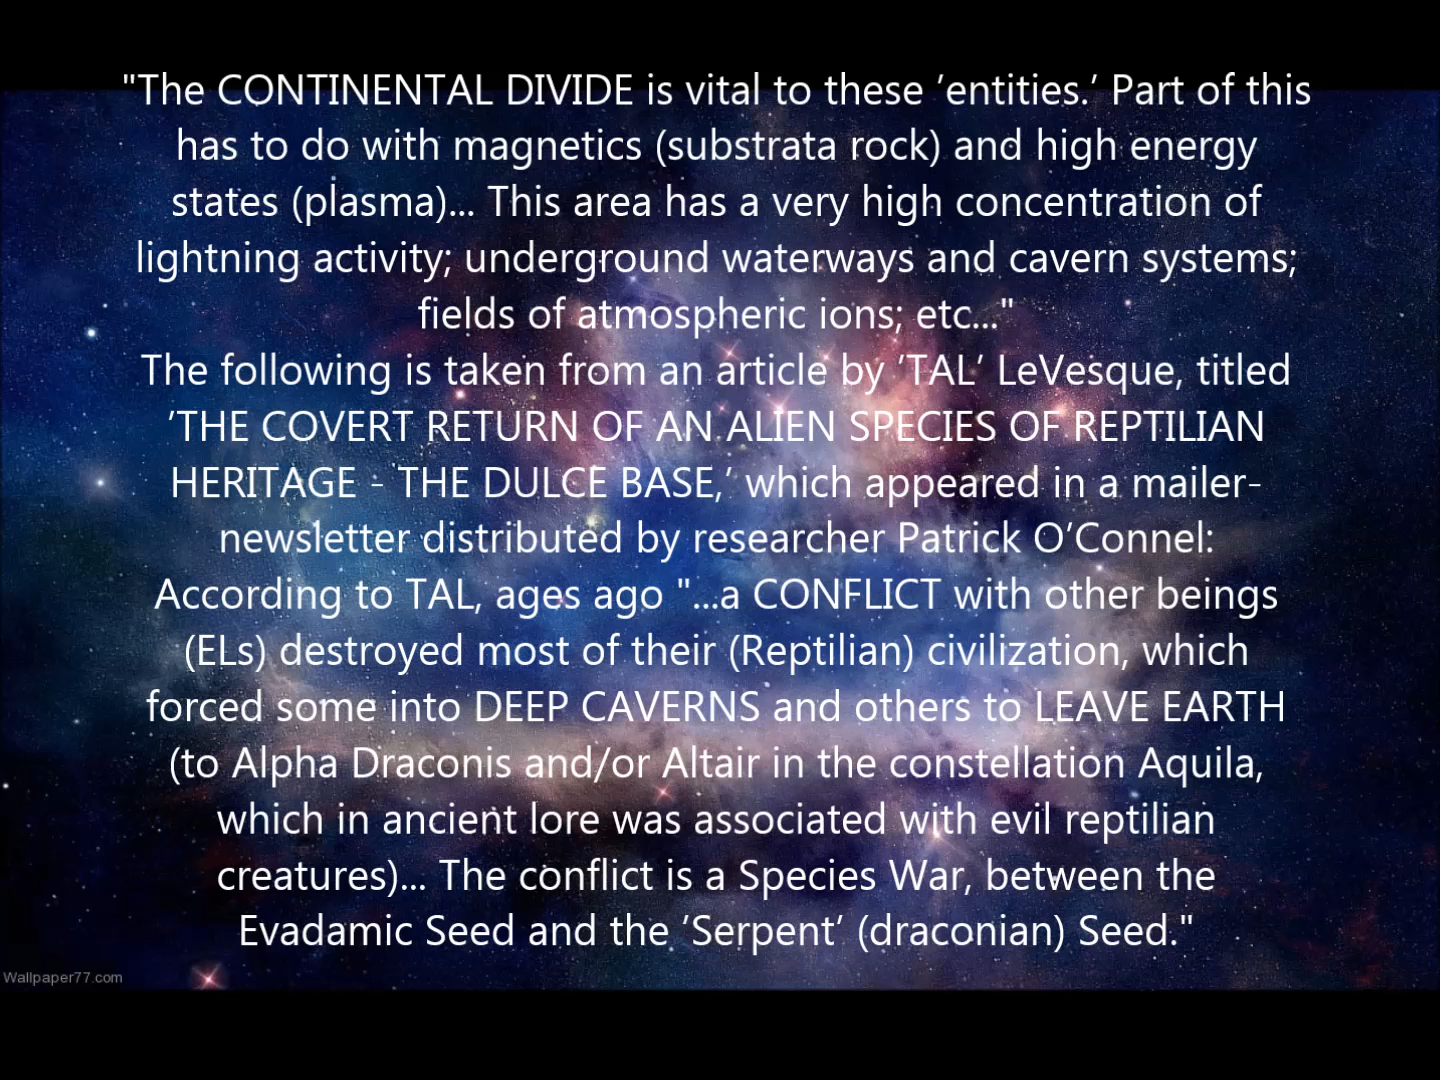 "The CONTINENTAL DIVIDE is vital to these 'entities.' Part of this
has to do with magnetics (substrata rock) and high energy
states (plasma)... This area has a very high concentration of
lightning activity; underground waterways and cavern systems;
fields of atmospheric ions; etc..."
The following is taken from an article by 'TAL' LeVesque, titled
'THE COVERT RETURN OF AN ALIEN SPECIES OF REPTILIAN
HERITAGE - THE DULCE BASE,' which appeared in a mailer-
newsletter distributed by researcher Patrick O'Connel:
According to TAL, ages ago "...a CONFLICT with other beings
(ELs) destroyed most of their (Reptilian) civilization, which
forced some into DEEP CAVERNS and others to LEAVE EARTH
(to Alpha Draconis and/or Altair in the constellation Aquila,
which in ancient lore was associated with evil reptilian
creatures)... The conflict is a Species War, between the
Evadamic Seed and the 'Serpent' (draconian) Seed."
Wallpaper77.com